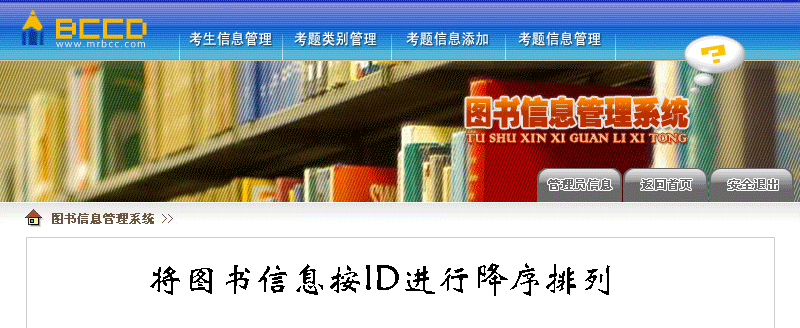 BCCD
www.mrbcc.com
考生信息管理 考题类别管理 考题信息添加 考题信息管理
?
图书信息管理系统
TU SHU XIN XI GUAN LI XI TONG
管理员信息 返回首页 安全退出
图书信息管理系统 >>
将图书信息按ID进行降序排列